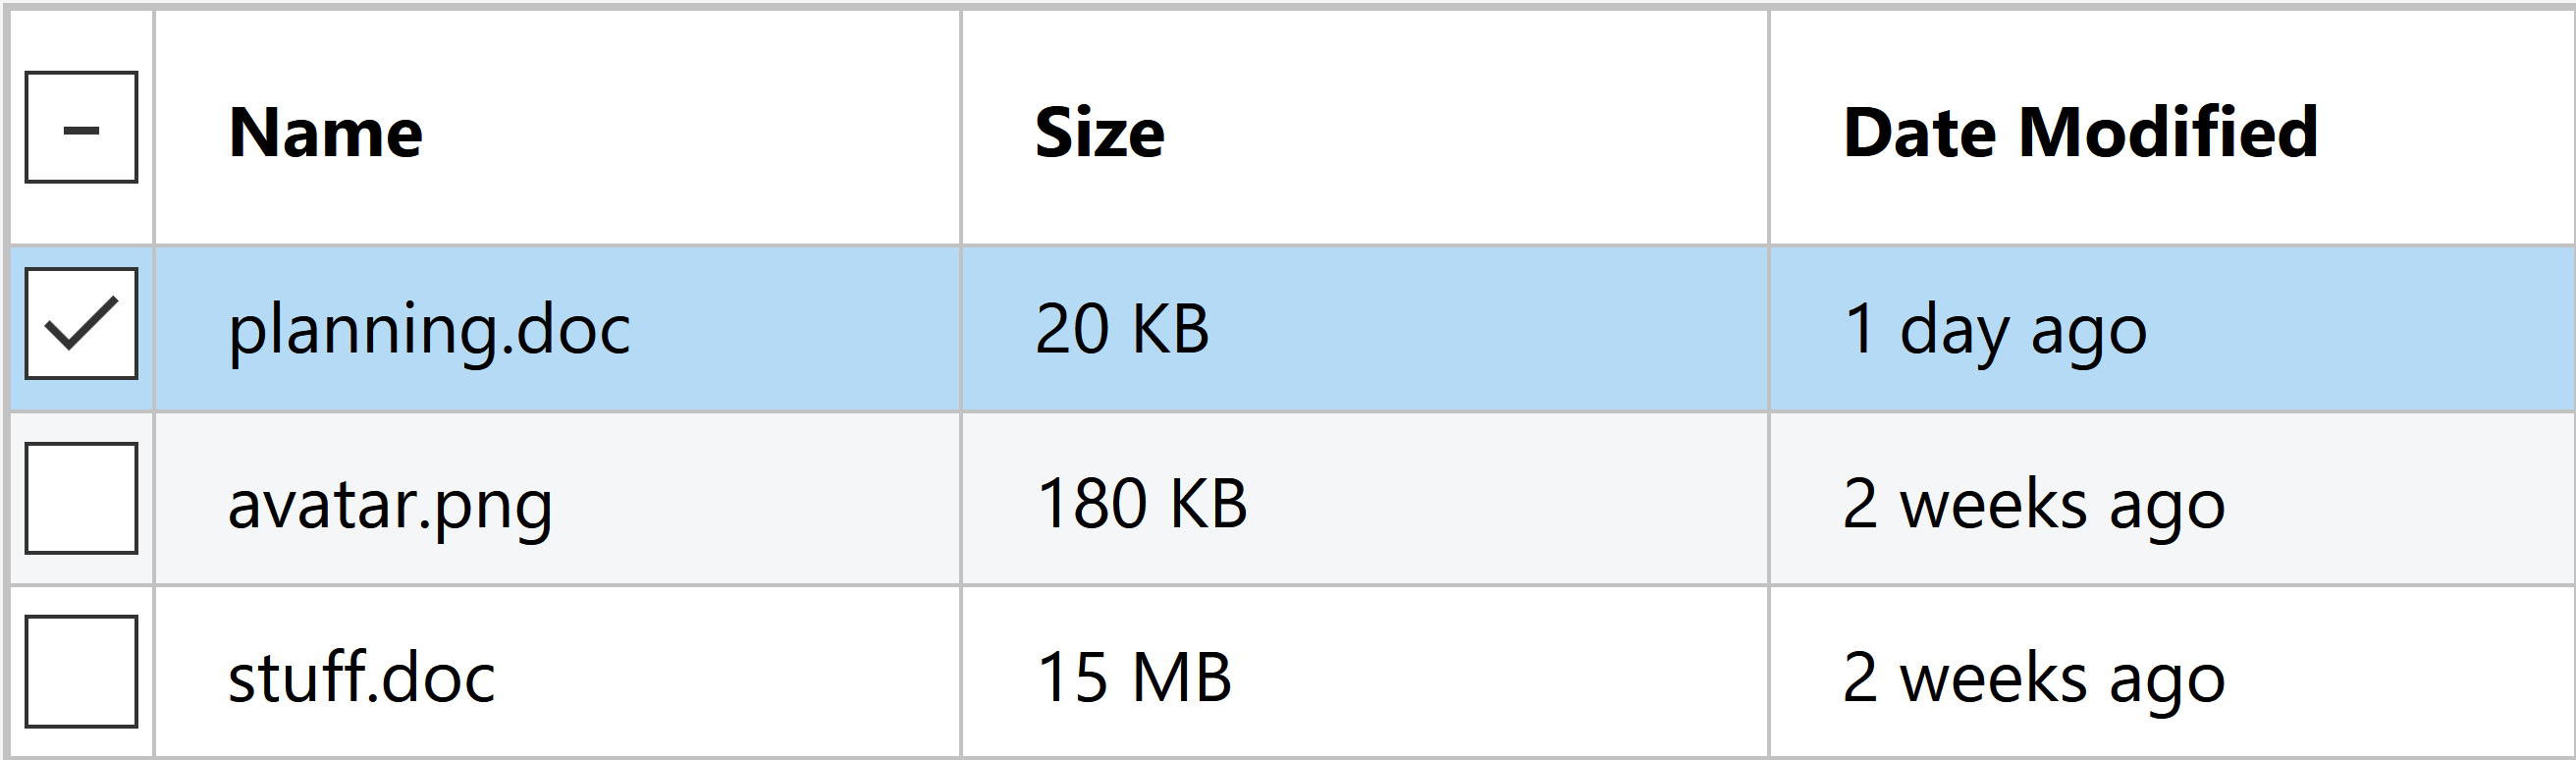 Name Size Date Modified
planning.doc 20 KB 1 day ago
avatar.png 180 KB 2 weeks ago
stuff.doc 15 MB 2 weeks ago